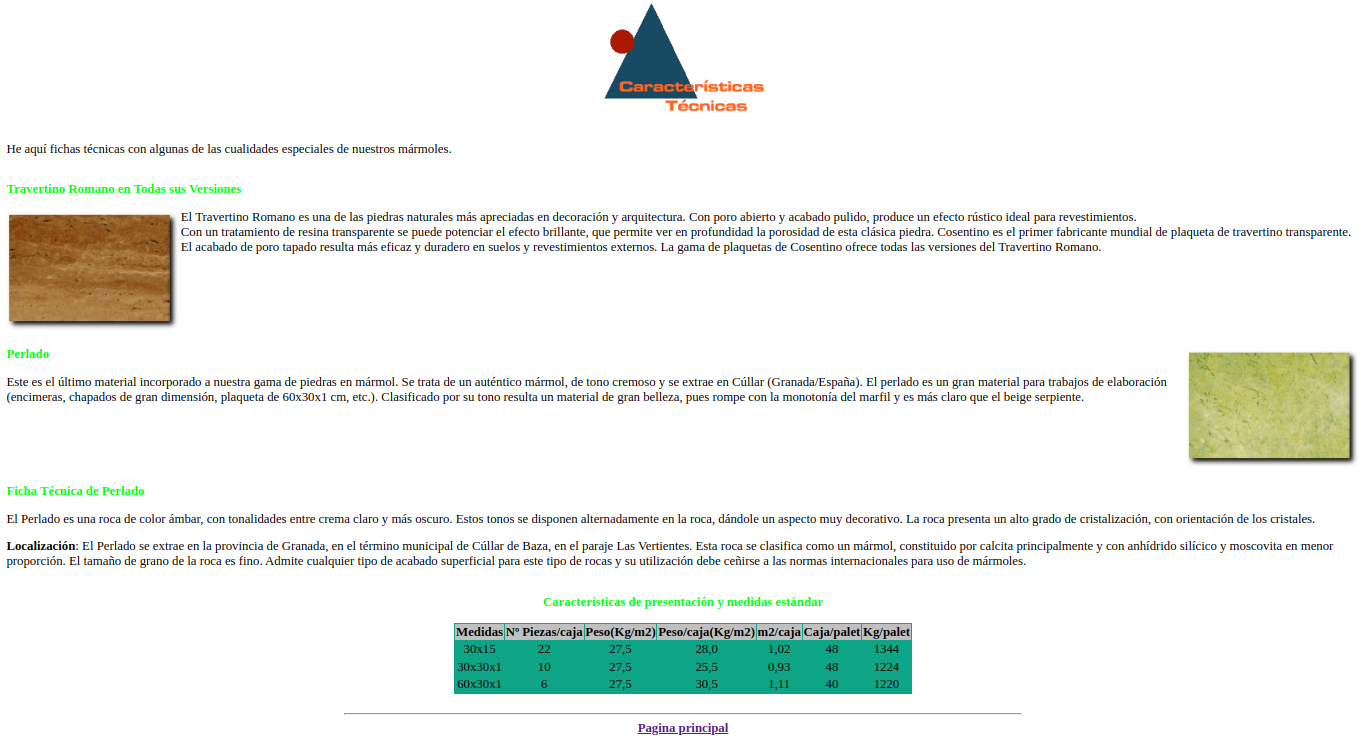 Características
Técnicas
He aquí fichas técnicas con algunas de las cualidades especiales de nuestros mármoles.
Travertino Romano en Todas sus Versiones
El Travertino Romano es una de las piedras naturales más apreciadas en decoración y arquitectura. Con poro abierto y acabado pulido, produce un efecto rústico ideal para revestimientos.
Con un tratamiento de resina transparente se puede potenciar el efecto brillante, que permite ver en profundidad la porosidad de esta clásica piedra. Cosentino es el primer fabricante mundial de plaqueta de travertino transparente.
El acabado de poro tapado resulta más eficaz y duradero en suelos y revestimientos externos. La gama de plaquetas de Cosentino ofrece todas las versiones del Travertino Romano.
Perlado
Este es el último material incorporado a nuestra gama de piedras en mármol. Se trata de un auténtico mármol, de tono cremoso y se extrae en Cúllar (Granada/España). El perlado es un gran material para trabajos de elaboración
(encimeras, chapados de gran dimensión, plaqueta de 60x30x1 cm, etc.). Clasificado por su tono resulta un material de gran belleza, pues rompe con la monotonía del marfil y es más claro que el beige serpiente.
Ficha Técnica de Perlado
El Perlado es una roca de color ámbar, con tonalidades entre crema claro y más oscuro. Estos tonos se disponen alternadamente en la roca, dándole un aspecto muy decorativo. La roca presenta un alto grado de cristalización, con orientación de los cristales.
Localización: El Perlado se extrae en la provincia de Granada, en el término municipal de Cúllar de Baza, en el paraje Las Vertientes. Esta roca se clasifica como un mármol, constituido por calcita principalmente y con anhídrido silícico y moscovita en menor
proporción. El tamaño de grano de la roca es fino. Admite cualquier tipo de acabado superficial para este tipo de rocas y su utilización debe ceñirse a las normas internacionales para uso de mármoles.
Características de presentación y medidas estándar
Medidas Nº Piezas/caja Peso(Kg/m2) Peso/caja(Kg/m2) m2/caja Caja/palet Kg/palet
30x15 22 27,5 28,0 1,02 48 1344
30x30x1 10 27,5 25,5 0,93 48 1224
60x30x1 6 27,5 30,5 1,11 40 1220
Pagina principal